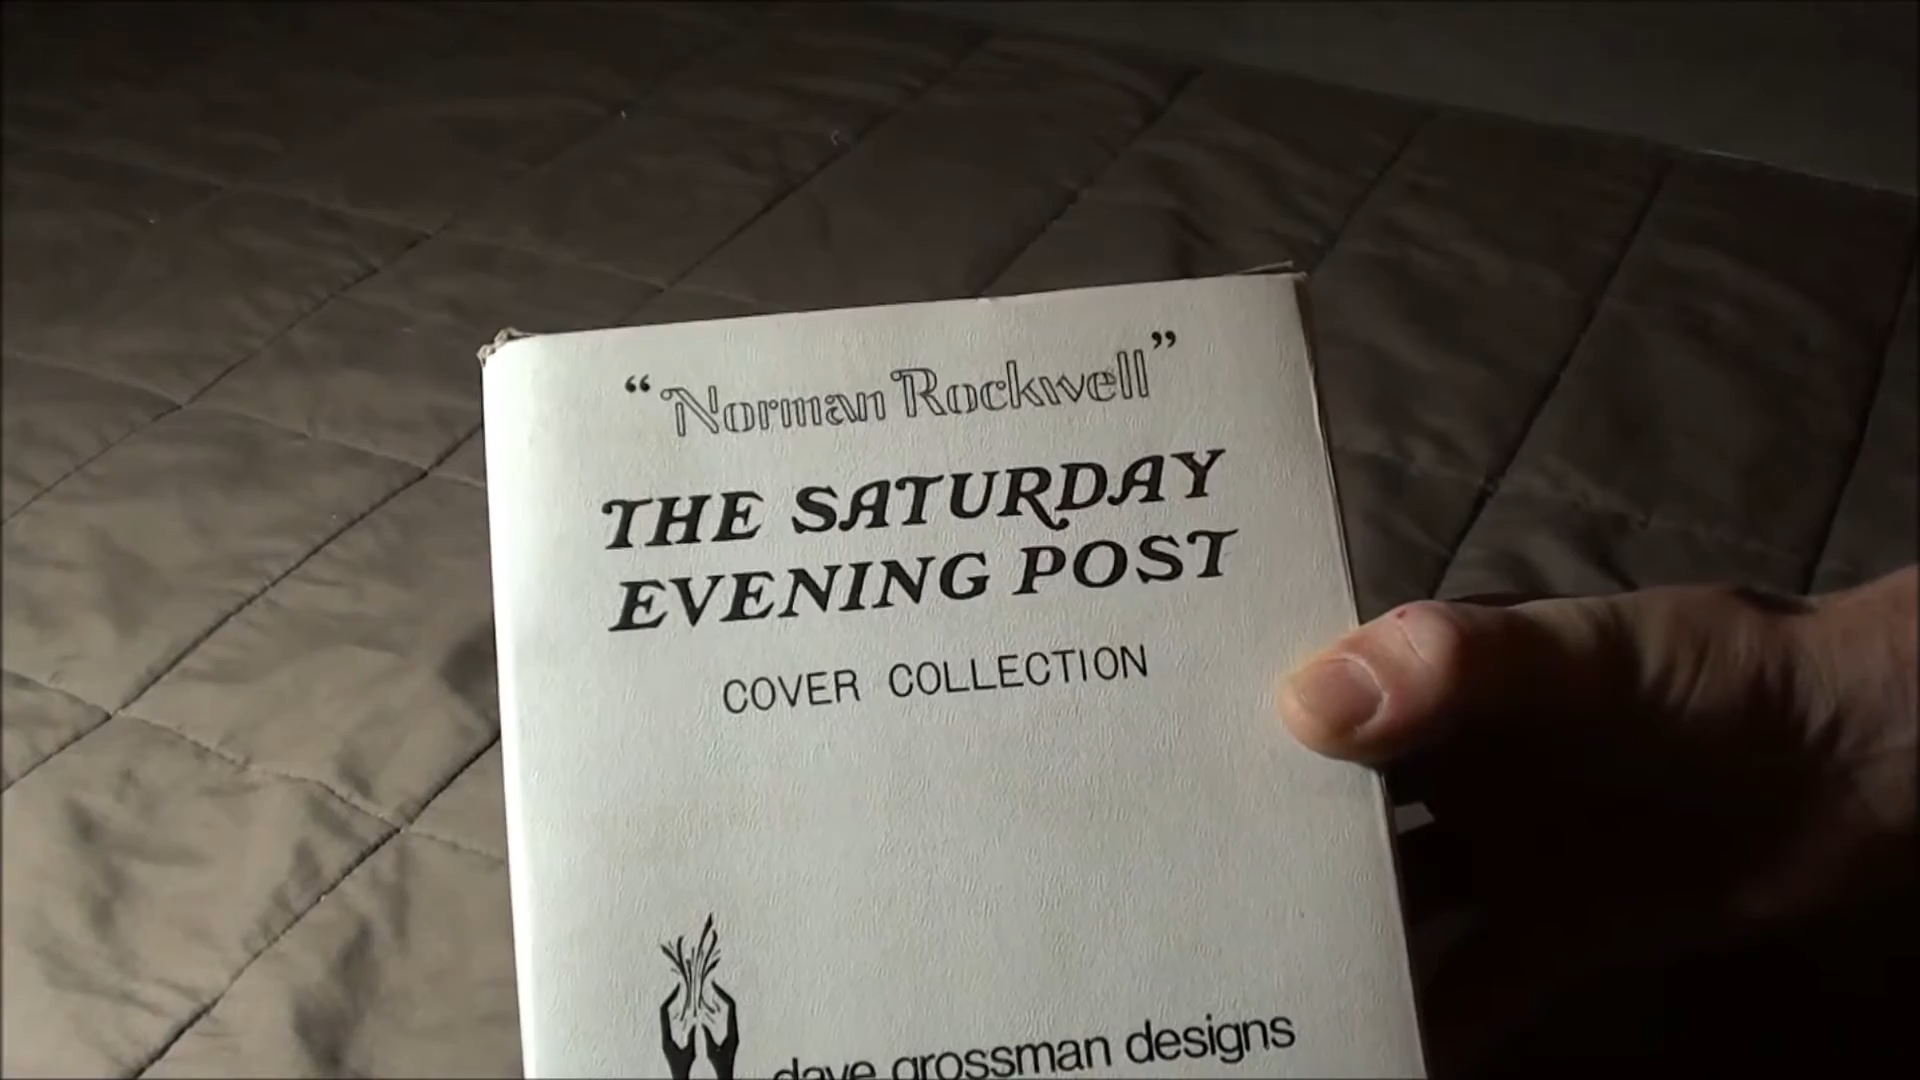 “Norman Rockwell”
THE SATURDAY
EVENING POST
COVER COLLECTION
dave grossman designs